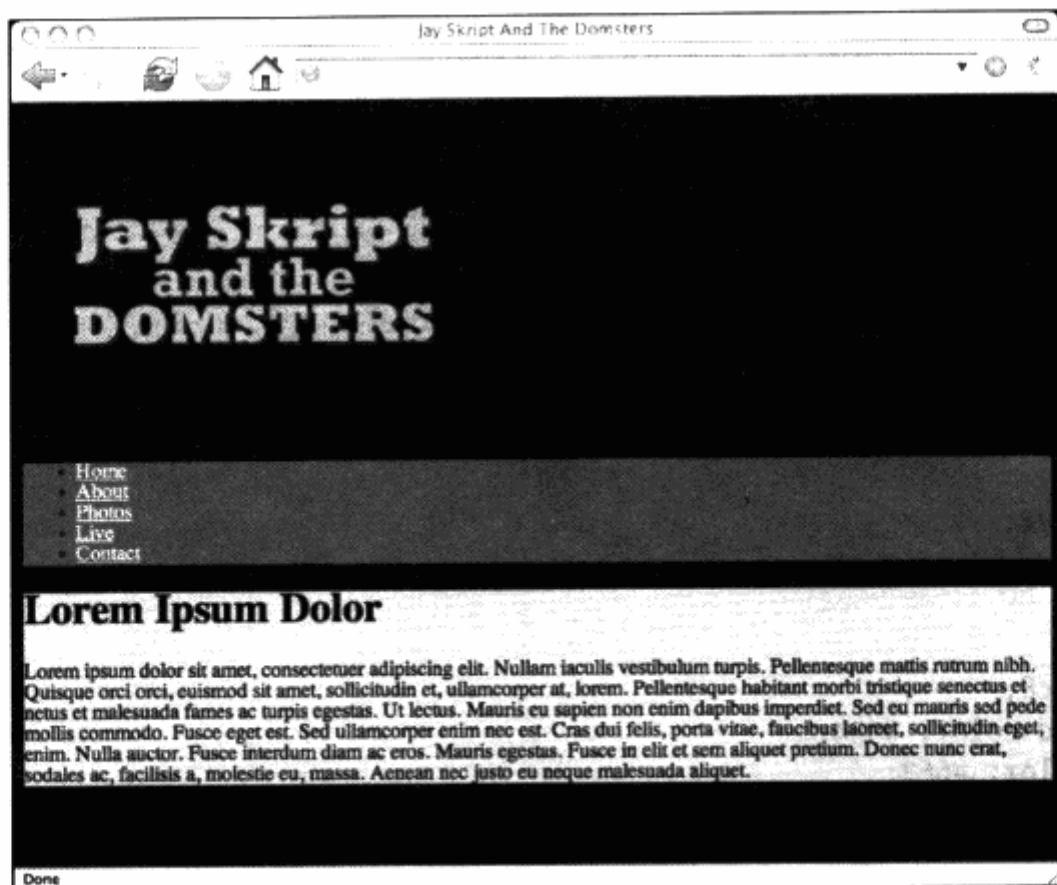 Jay Skript And The Domsters
Jay Skript
and the
DOMSTERS
Home
About
Photos
Live
Contact
Lorem Ipsum Dolor
Lorem ipsum dolor sit amet, consectetuer adipiscing elit. Nullam iaculis vestibulum turpis. Pellentesque mattis rutrum nibh.
Quisque orci orci, euismod sit amet, sollicitudin et, ullamcorper at, lorem. Pellentesque habitant morbi tristique senectus et
netus et malesuada fames ac turpis egestas. Ut lectus. Mauris eu sapien non enim dapibus imperdiet. Sed eu mauris sed pede
mollis commodo. Fusce eget est. Sed ullamcorper enim nec est. Cras dui felis, porta vitae, faucibus laoreet, sollicitudin eget,
enim. Nulla auctor. Fusce interdum diam ac eros. Mauris egestas. Fusce in elit et sem aliquet pretium. Donec nunc erat,
sodales ac, facilisis a, molestie eu, massa. Aenean nec justo eu neque malesuada aliquet.
Done